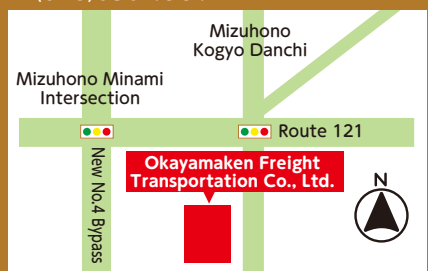 Mizuhono
Kogyo Danchi
Mizuhono Minami
Intersection
Route 121
New No.4 Bypass
Okayamaken Freight
Transportation Co., Ltd.
N